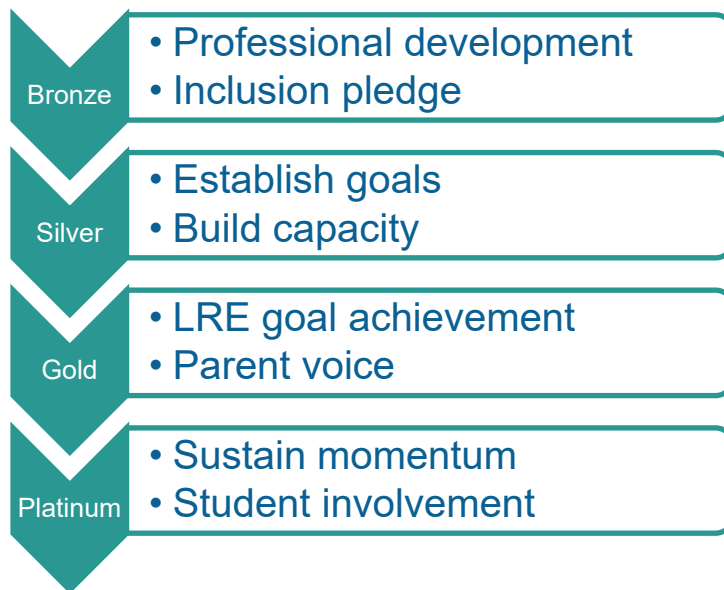 Bronze
• Professional development
• Inclusion pledge
Silver
• Establish goals
• Build capacity
Gold
• LRE goal achievement
• Parent voice
Platinum
• Sustain momentum
• Student involvement